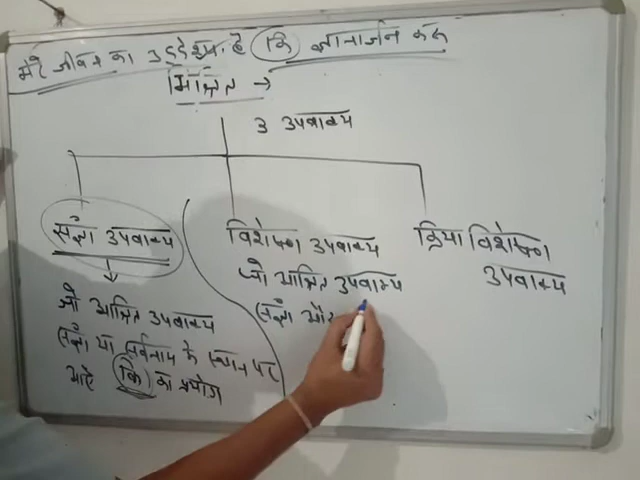 मेरे जीवन का उद्देश्य है कि ज्ञानार्जन करूं
मिश्रित →
3 उपवाक्य
संज्ञा उपवाक्य
विशेषण उपवाक्य
क्रिया विशेषण
उपवाक्य
जो आश्रित उपवाक्य
संज्ञा या सर्वनाम के स्थान पर
आये कि का प्रयोग
जो आश्रित उपवाक्य
संज्ञा और